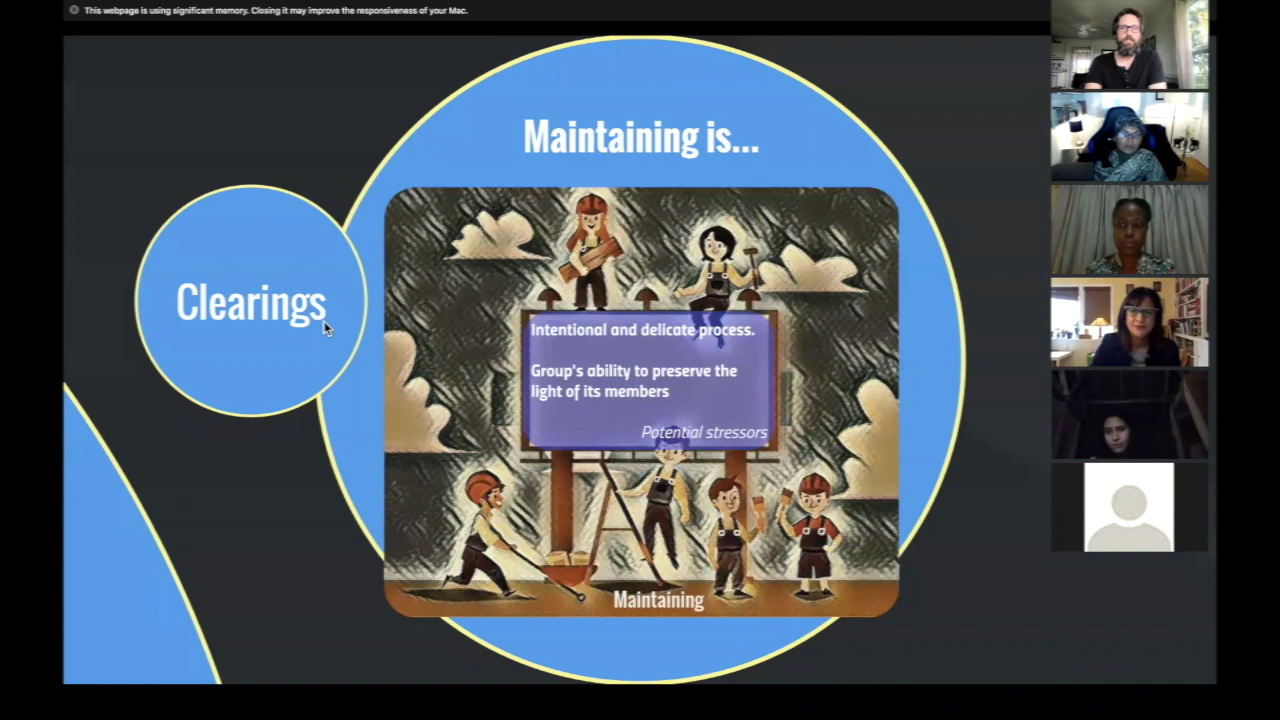 This webpage is using significant memory. Closing it may improve the responsiveness of your Mac.
Maintaining is...
Clearings
Intentional and delicate process.
Group's ability to preserve the
light of its members
Potential stressors
Maintaining